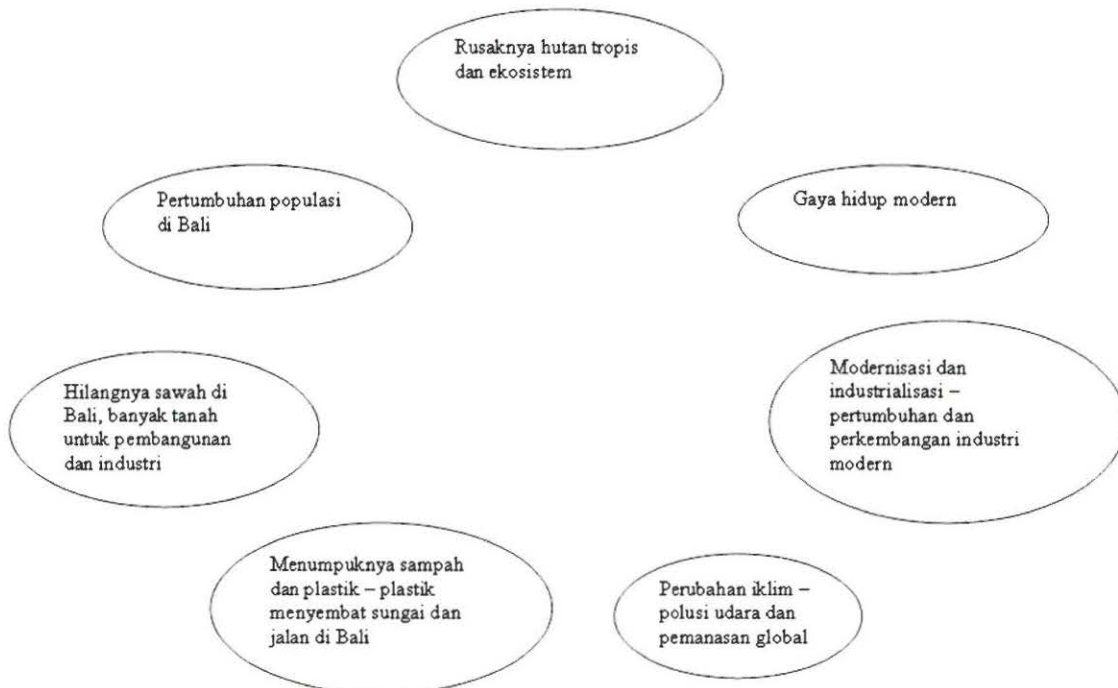 Rusaknya hutan tropis
dan ekosistem
Pertumbuhan populasi
di Bali
Gaya hidup modern
Hilangnya sawah di
Bali, banyak tanah
untuk pembangunan
dan industri
Modernisasi dan
industrialisasi –
pertumbuhan dan
perkembangan industri
modern
Menumpuknya sampah
dan plastik – plastik
menyembat sungai dan
jalan di Bali
Perubahan iklim –
polusi udara dan
pemanasan global